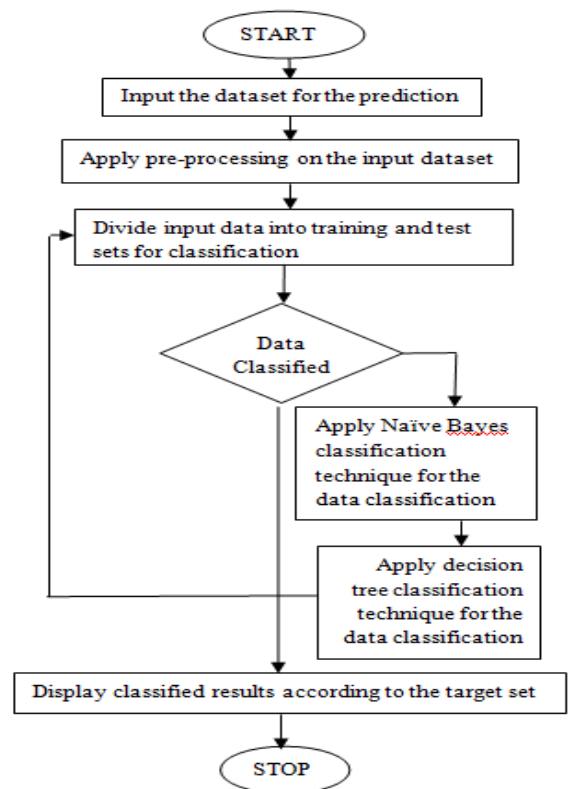 START
Input the dataset for the prediction
Apply pre-processing on the input dataset
Divide input data into training and test
sets for classification
Data
Classified
Apply Naïve Bayes
classification
technique for the
data classification
Apply decision
tree classification
technique for the
data classification
Display classified results according to the target set
STOP